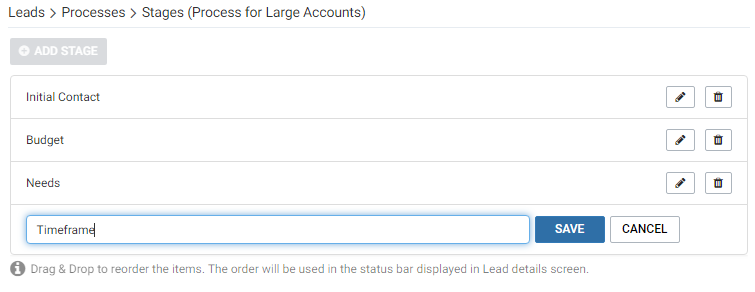 Leads > Processes > Stages (Process for Large Accounts)
ADD STAGE
Initial Contact
Budget
Needs
Timeframe SAVE CANCEL
Drag & Drop to reorder the items. The order will be used in the status bar displayed in Lead details screen.